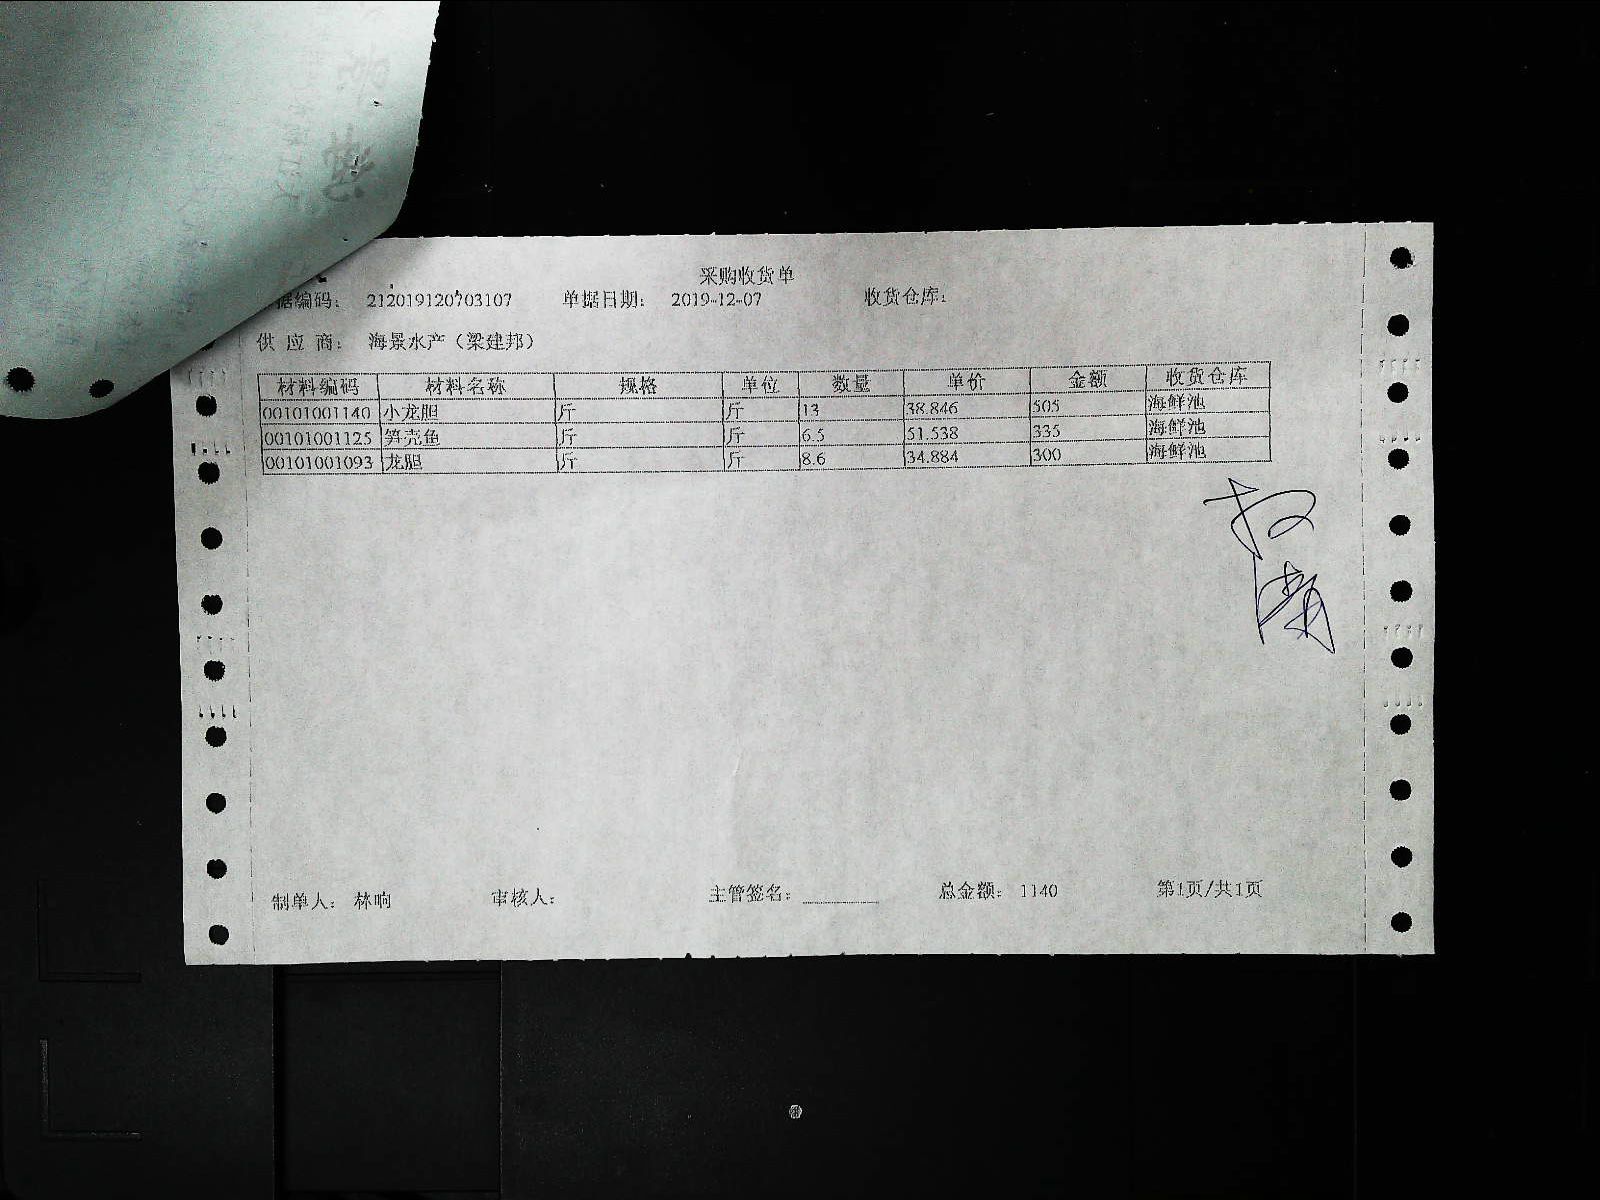 采购收货单
据编码: 212019120703107 单据日期: 2019-12-07 收货仓库:
供应商: 海景水产(梁建邦)
材料编码 材料名称 规格 单位 数量 单价 金额 收货仓库
00101001140 小龙胆 斤 斤 13 38.846 505 海鲜池
00101001125 笋壳鱼 斤 斤 6.5 51.538 335 海鲜池
00101001093 龙胆 斤 斤 8.6 34.884 300 海鲜池
制单人: 林响 审核人: 主管签名: 总金额: 1140 第1页/共1页